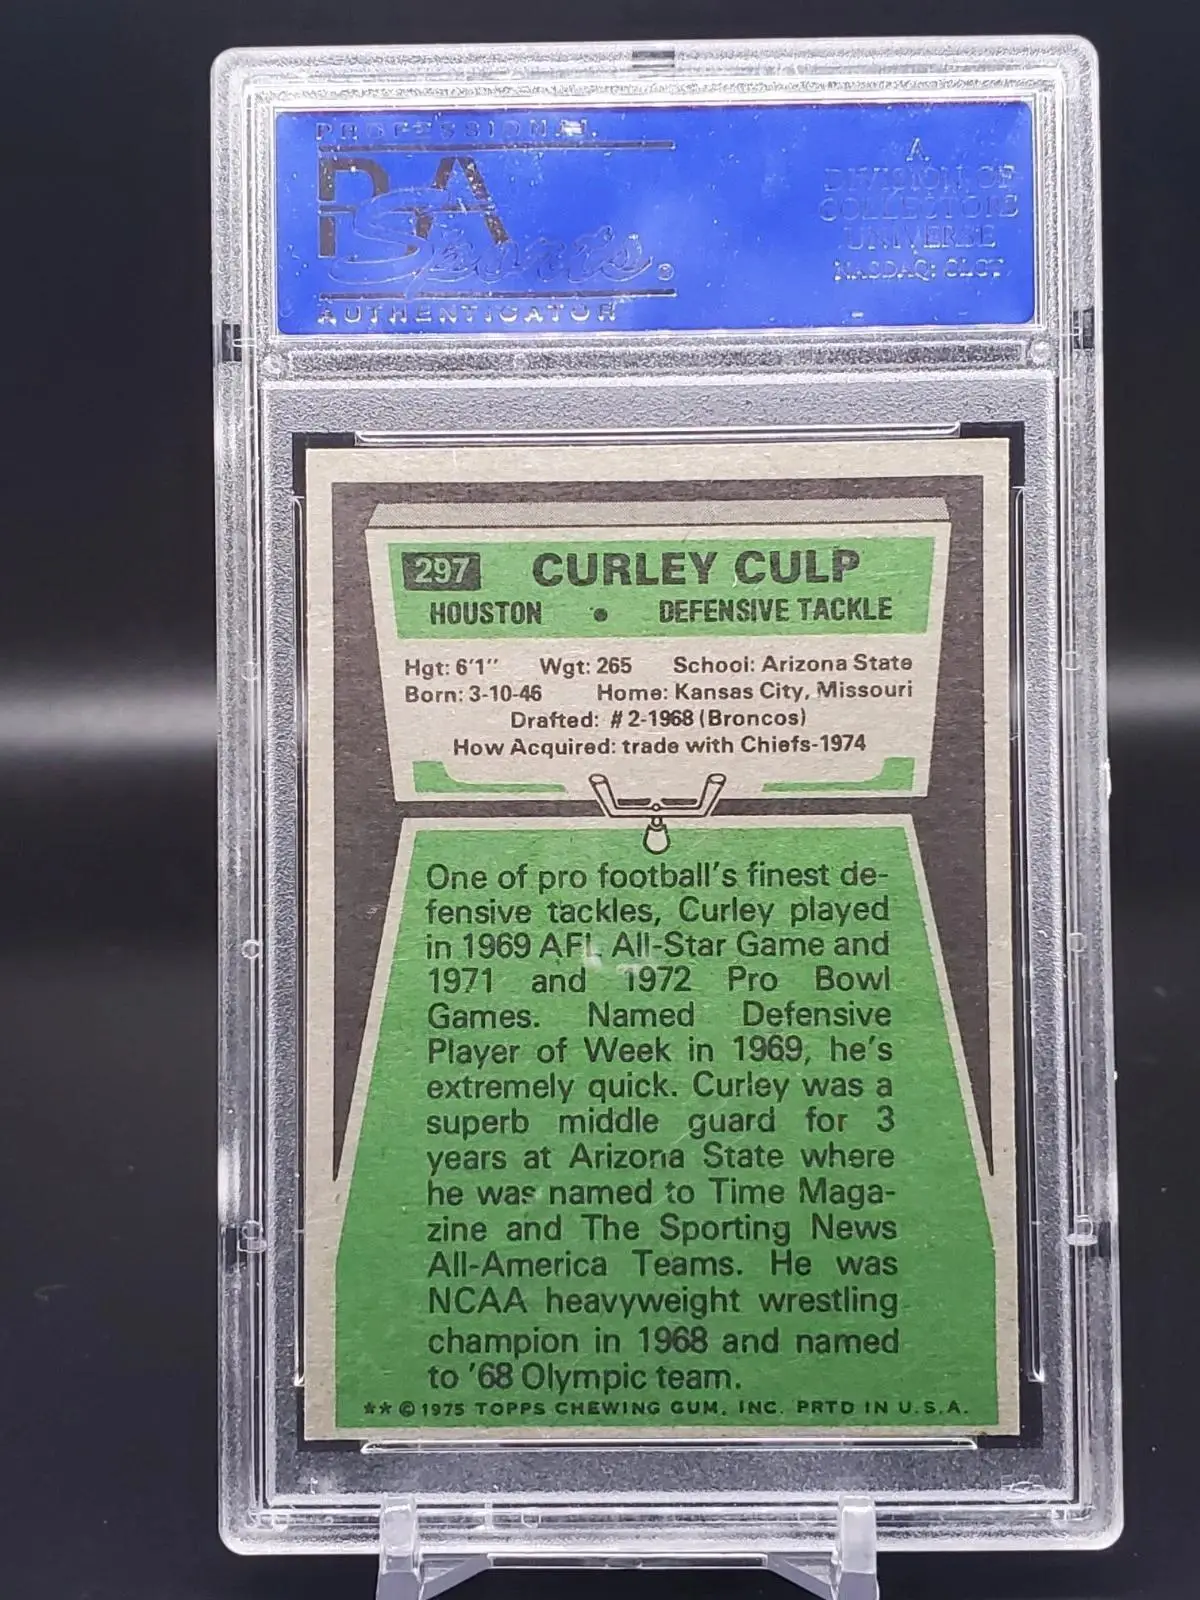 PROFESSIONAL
PSA
Sports ®
AUTHENTICATOR
A
DIVISION OF
COLLECTORS
UNIVERSE
NASDAQ: CLCT
297 CURLEY CULP
HOUSTON • DEFENSIVE TACKLE
Hgt: 6'1" Wgt: 265 School: Arizona State
Born: 3-10-46 Home: Kansas City, Missouri
Drafted: #2-1968 (Broncos)
How Acquired: trade with Chiefs-1974
One of pro football's finest de-
fensive tackles, Curley played
in 1969 AFL All-Star Game and
1971 and 1972 Pro Bowl
Games. Named Defensive
Player of Week in 1969, he's
extremely quick. Curley was a
superb middle guard for 3
years at Arizona State where
he was named to Time Maga-
zine and The Sporting News
All-America Teams. He was
NCAA heavyweight wrestling
champion in 1968 and named
to '68 Olympic team.
** © 1975 TOPPS CHEWING GUM, INC. PRTD IN U.S.A.